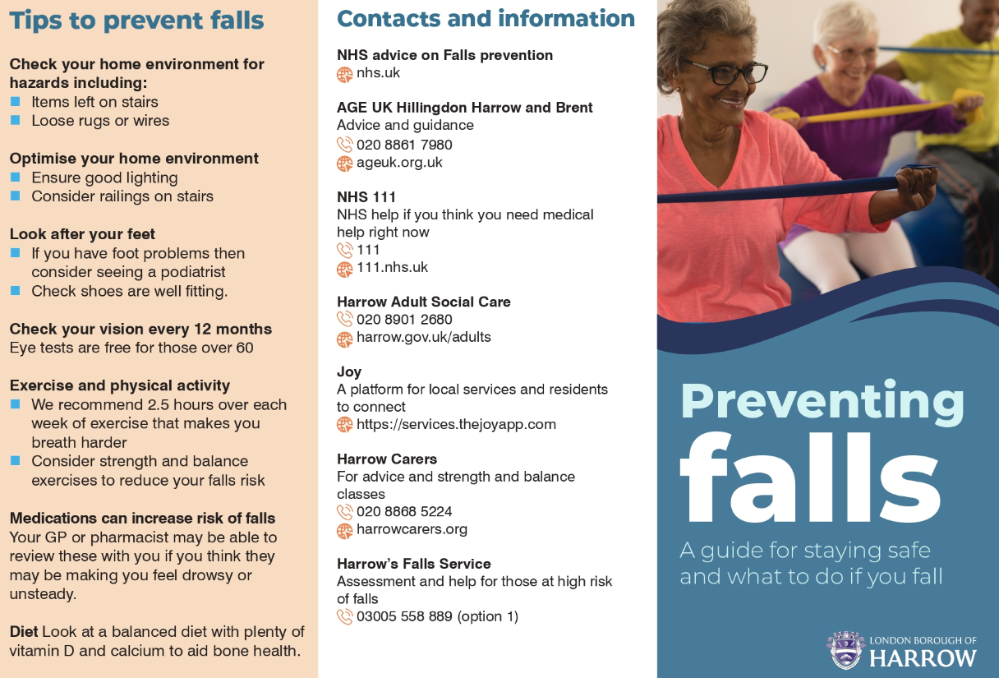 Tips to prevent falls
Check your home environment for
hazards including:
Items left on stairs
Loose rugs or wires
Optimise your home environment
Ensure good lighting
Consider railings on stairs
Look after your feet
If you have foot problems then
consider seeing a podiatrist
Check shoes are well fitting.
Check your vision every 12 months
Eye tests are free for those over 60
Exercise and physical activity
We recommend 2.5 hours over each
week of exercise that makes you
breath harder
Consider strength and balance
exercises to reduce your falls risk
Medications can increase risk of falls
Your GP or pharmacist may be able to
review these with you if you think they
may be making you feel drowsy or
unsteady.
Diet Look at a balanced diet with plenty of
vitamin D and calcium to aid bone health.
Contacts and information
NHS advice on Falls prevention
nhs.uk
AGE UK Hillingdon Harrow and Brent
Advice and guidance
020 8861 7980
ageuk.org.uk
NHS 111
NHS help if you think you need medical
help right now
111
111.nhs.uk
Harrow Adult Social Care
020 8901 2680
harrow.gov.uk/adults
Joy
A platform for local services and residents
to connect
https://services.thejoyapp.com
Harrow Carers
For advice and strength and balance
classes
020 8868 5224
harrowcarers.org
Harrow's Falls Service
Assessment and help for those at high risk
of falls
03005 558 889 (option 1)
Preventing
falls
A guide for staying safe
and what to do if you fall
LONDON BOROUGH OF
HARROW